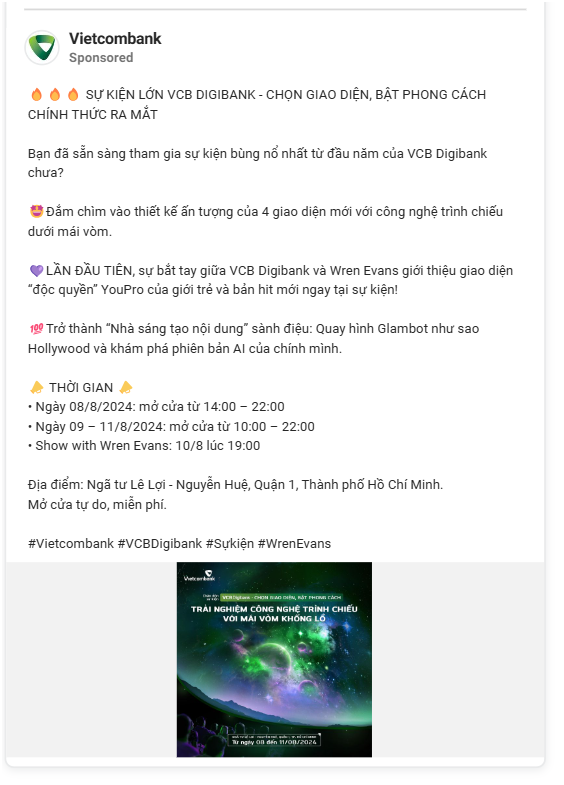 Vietcombank
Sponsored
🔥 🔥 🔥 SỰ KIỆN LỚN VCB DIGIBANK - CHỌN GIAO DIỆN, BẬT PHONG CÁCH
CHÍNH THỨC RA MẮT
Bạn đã sẵn sàng tham gia sự kiện bùng nổ nhất từ đầu năm của VCB Digibank
chưa?
🤩Đắm chìm vào thiết kế ấn tượng của 4 giao diện mới với công nghệ trình chiếu
dưới mái vòm.
💜LẦN ĐẦU TIÊN, sự bắt tay giữa VCB Digibank và Wren Evans giới thiệu giao diện
“độc quyền” YouPro của giới trẻ và bản hit mới ngay tại sự kiện!
💯Trở thành “Nhà sáng tạo nội dung” sành điệu: Quay hình Glambot như sao
Hollywood và khám phá phiên bản AI của chính mình.
📣 THỜI GIAN 📣
• Ngày 08/8/2024: mở cửa từ 14:00 – 22:00
• Ngày 09 – 11/8/2024: mở cửa từ 10:00 – 22:00
• Show with Wren Evans: 10/8 lúc 19:00
Địa điểm: Ngã tư Lê Lợi - Nguyễn Huệ, Quận 1, Thành phố Hồ Chí Minh.
Mở cửa tự do, miễn phí.
#Vietcombank #VCBDigibank #Sựkiện #WrenEvans
Vietcombank
VCB Digibank - CHỌN GIAO DIỆN, BẬT PHONG CÁCH
TRẢI NGHIỆM CÔNG NGHỆ TRÌNH CHIẾU
VỚI MÁI VÒM KHỔNG LỒ
Từ ngày 08 đến 11/08/2024